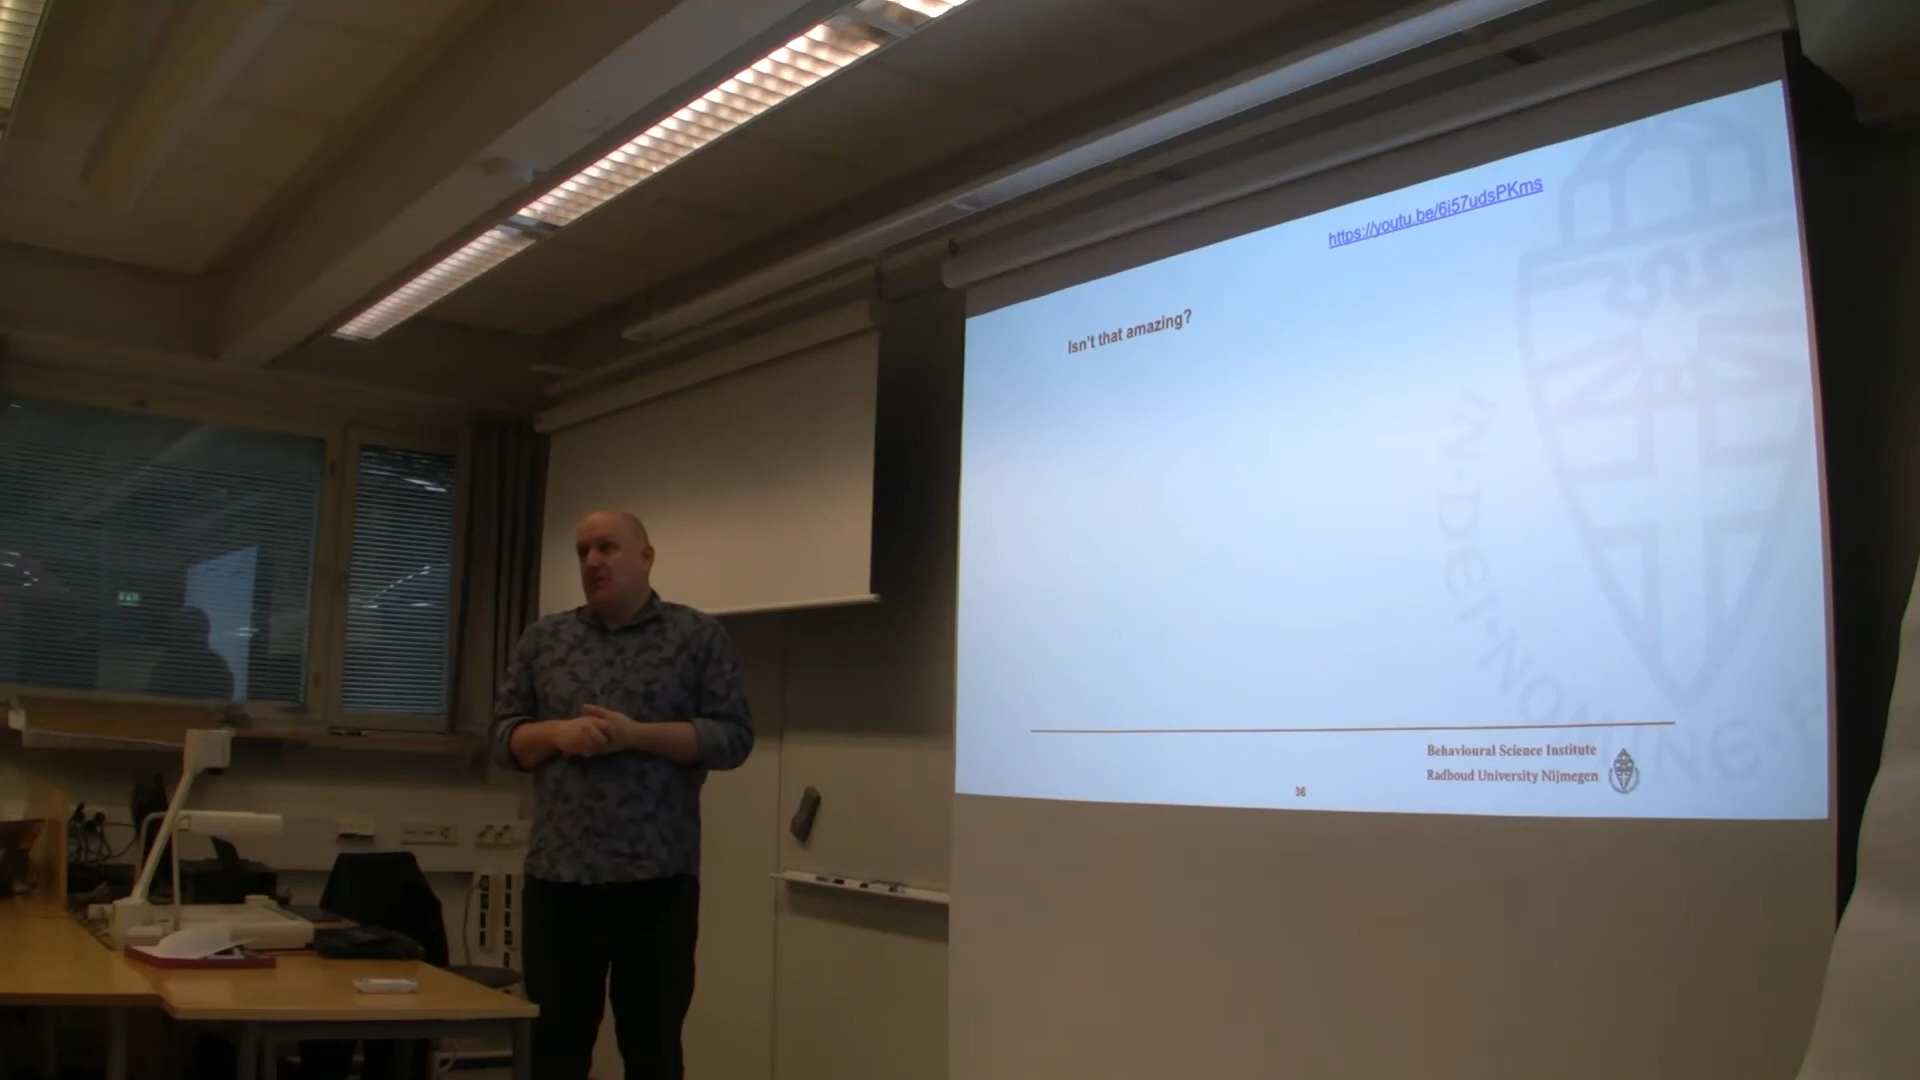 https://youtu.be/6i57udsPKms
Isn't that amazing?
Behavioural Science Institute
Radboud University Nijmegen
36